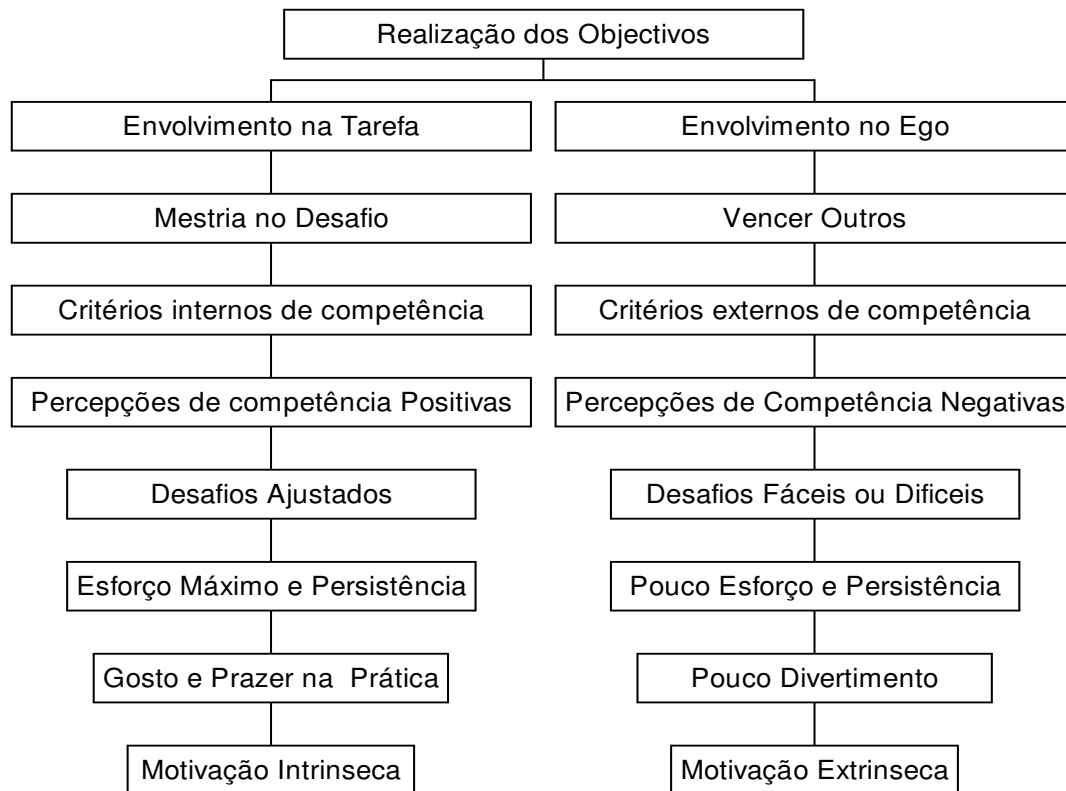 Realização dos Objectivos
Envolvimento na Tarefa
Envolvimento no Ego
Mestria no Desafio
Vencer Outros
Critérios internos de competência
Critérios externos de competência
Percepções de competência Positivas
Percepções de Competência Negativas
Desafios Ajustados
Desafios Fáceis ou Dificeis
Esforço Máximo e Persistência
Pouco Esforço e Persistência
Gosto e Prazer na Prática
Pouco Divertimento
Motivação Intrinseca
Motivação Extrinseca